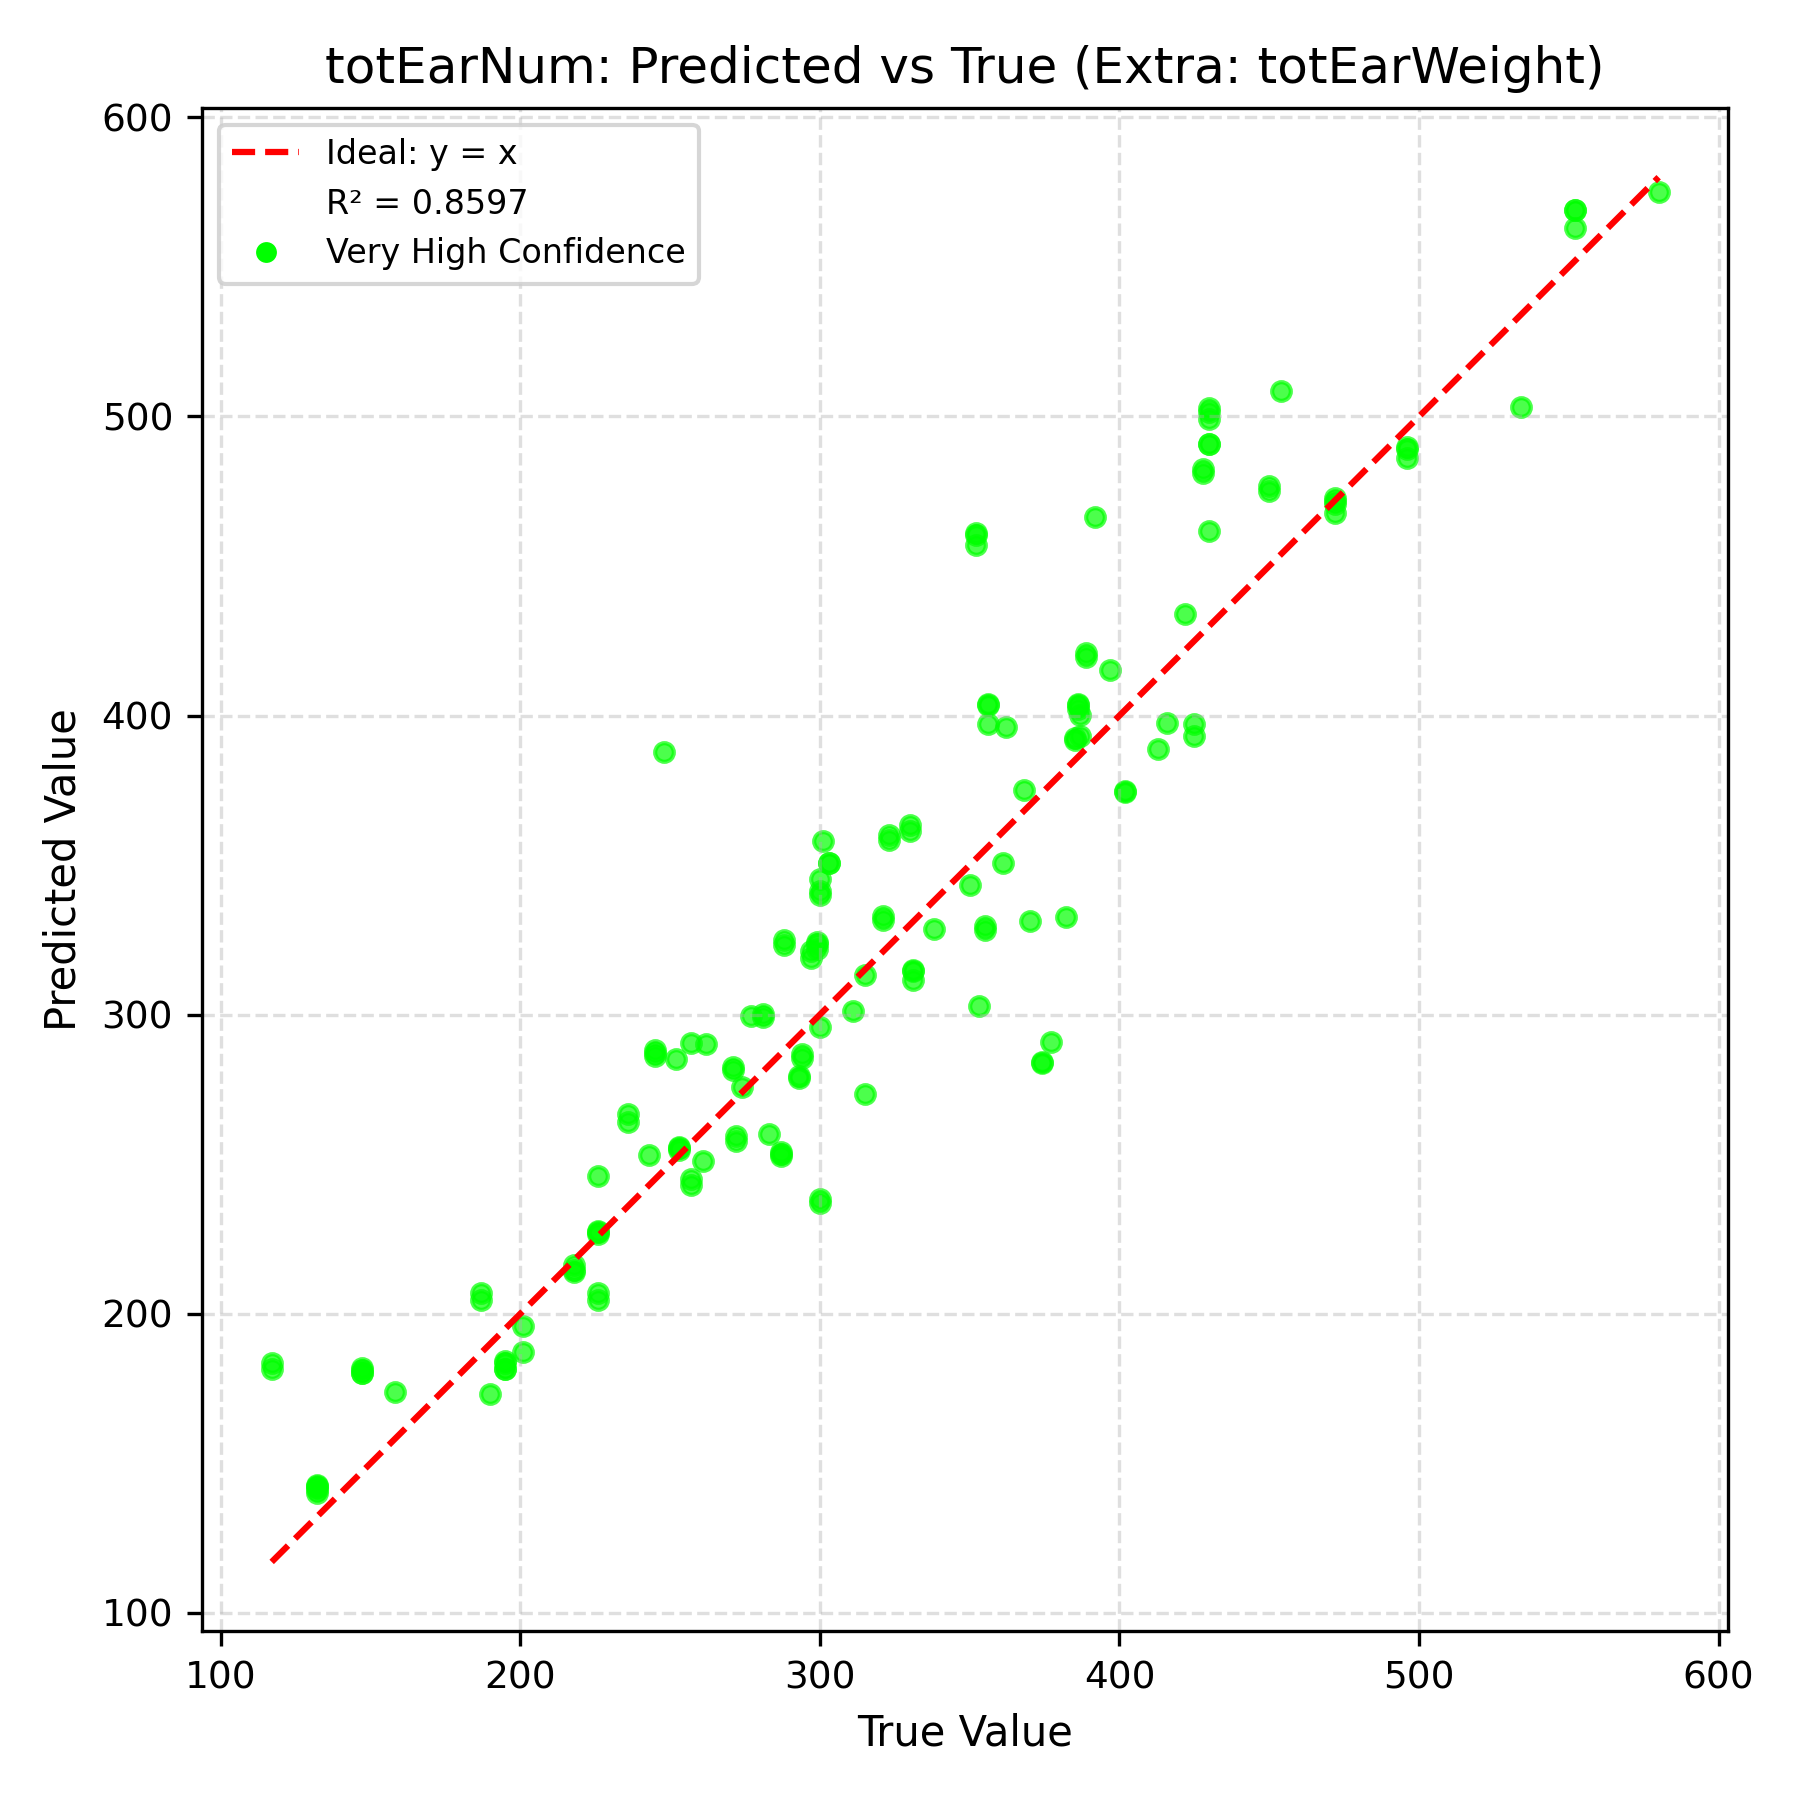 totEarNum: Predicted vs True (Extra: totEarWeight)
Ideal: y = x
R² = 0.8597
Very High Confidence
Predicted Value
600
500
400
300
200
100
100 200 300 400 500 600
True Value